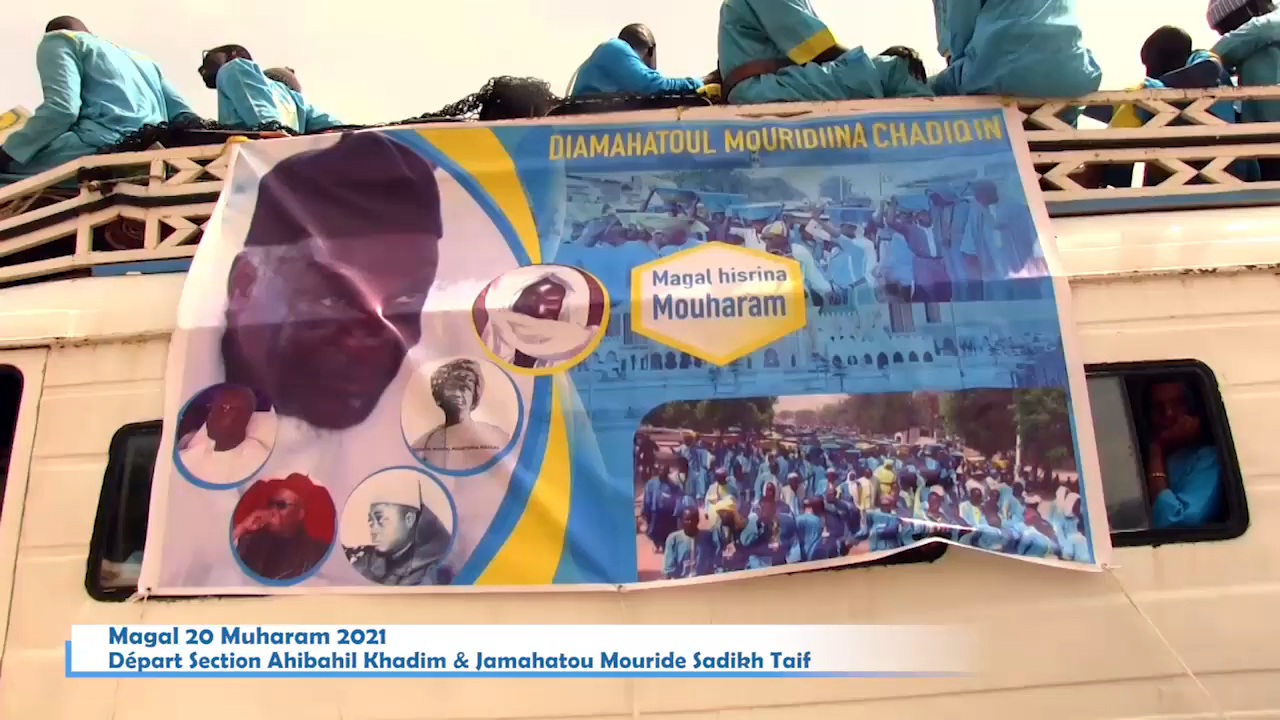 DIAMAHATOUL MOURIDIINA CHADIQIN
Magal hisrina
Mouharam
Magal 20 Muharam 2021
Départ Section Ahibahil Khadim & Jamahatou Mouride Sadikh Taif